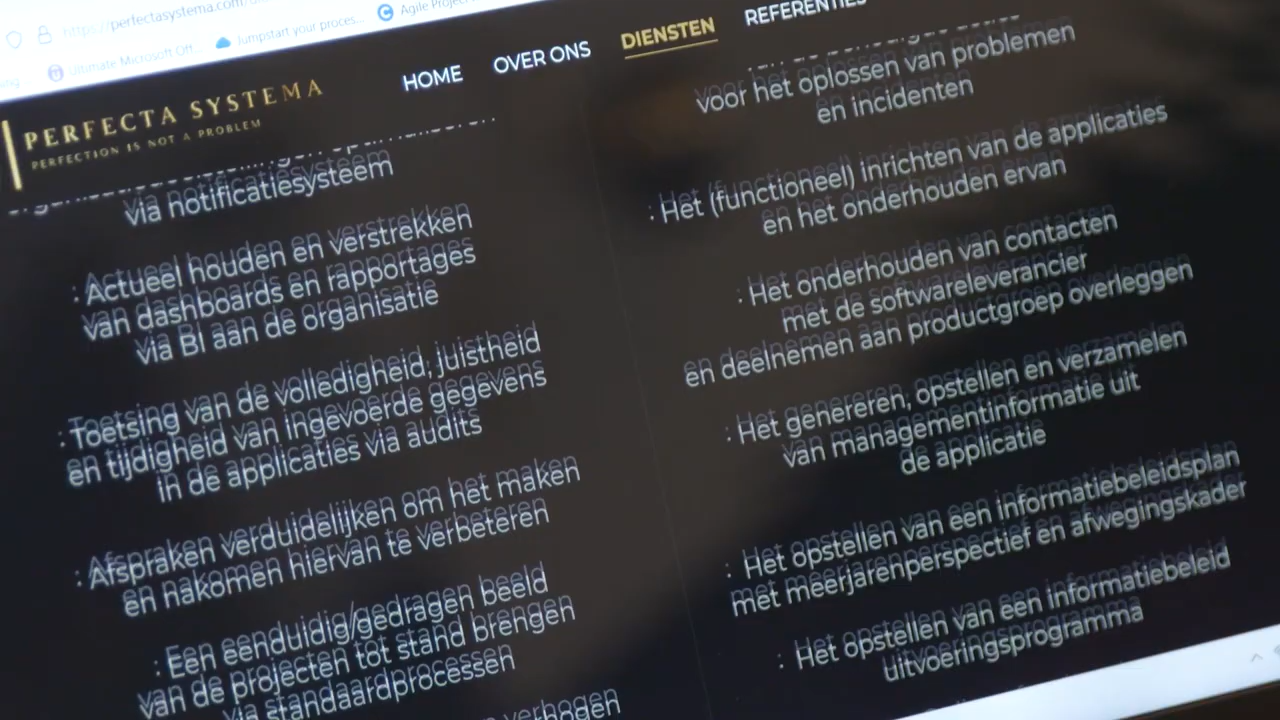 https://perfectasystema.com/
Ultimate Microsoft Off...
Jumpstart your proces...
Agile Project
PERFECTA SYSTEMA
PERFECTION IS NOT A PROBLEM
HOME
OVER ONS
DIENSTEN
REFERENTIES
via notificatiesysteem
: Actueel houden en verstrekken
van dashboards en rapportages
via BI aan de organisatie
: Toetsing van de volledigheid, juistheid
en tijdigheid van ingevoerde gegevens
in de applicaties via audits
: Afspraken verduidelijken om het maken
en nakomen hiervan te verbeteren
: Een eenduidig/gedragen beeld
van de projecten tot stand brengen
via standaardprocessen
verhogen
voor het oplossen van problemen
en incidenten
: Het (functioneel) inrichten van de applicaties
en het onderhouden ervan
: Het onderhouden van contacten
met de softwareleverancier
en deelnemen aan productgroep overleggen
: Het genereren, opstellen en verzamelen
van managementinformatie uit
de applicatie
: Het opstellen van een informatiebeleidsplan
met meerjarenperspectief en afwegingskader
: Het opstellen van een informatiebeleid
uitvoeringsprogramma